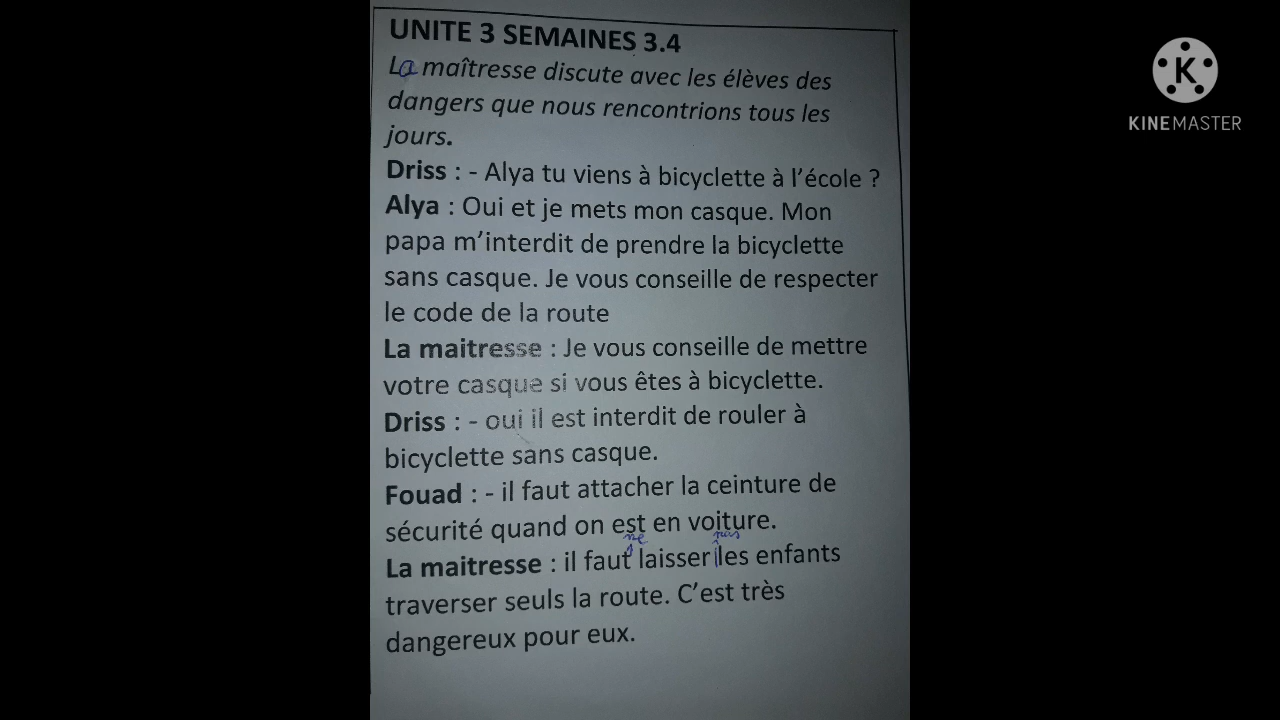 UNITE 3 SEMAINES 3.4
La maîtresse discute avec les élèves des
dangers que nous rencontrions tous les
jours.
Driss : - Alya tu viens à bicyclette à l'école ?
Alya : Oui et je mets mon casque. Mon
papa m'interdit de prendre la bicyclette
sans casque. Je vous conseille de respecter
le code de la route
La maitresse : Je vous conseille de mettre
votre casque si vous êtes à bicyclette.
Driss : - oui il est interdit de rouler à
bicyclette sans casque.
Fouad : - il faut attacher la ceinture de
sécurité quand on est en voiture.
ne pas
La maitresse : il faut laisser les enfants
traverser seuls la route. C'est très
dangereux pour eux.
K
KINEMASTER